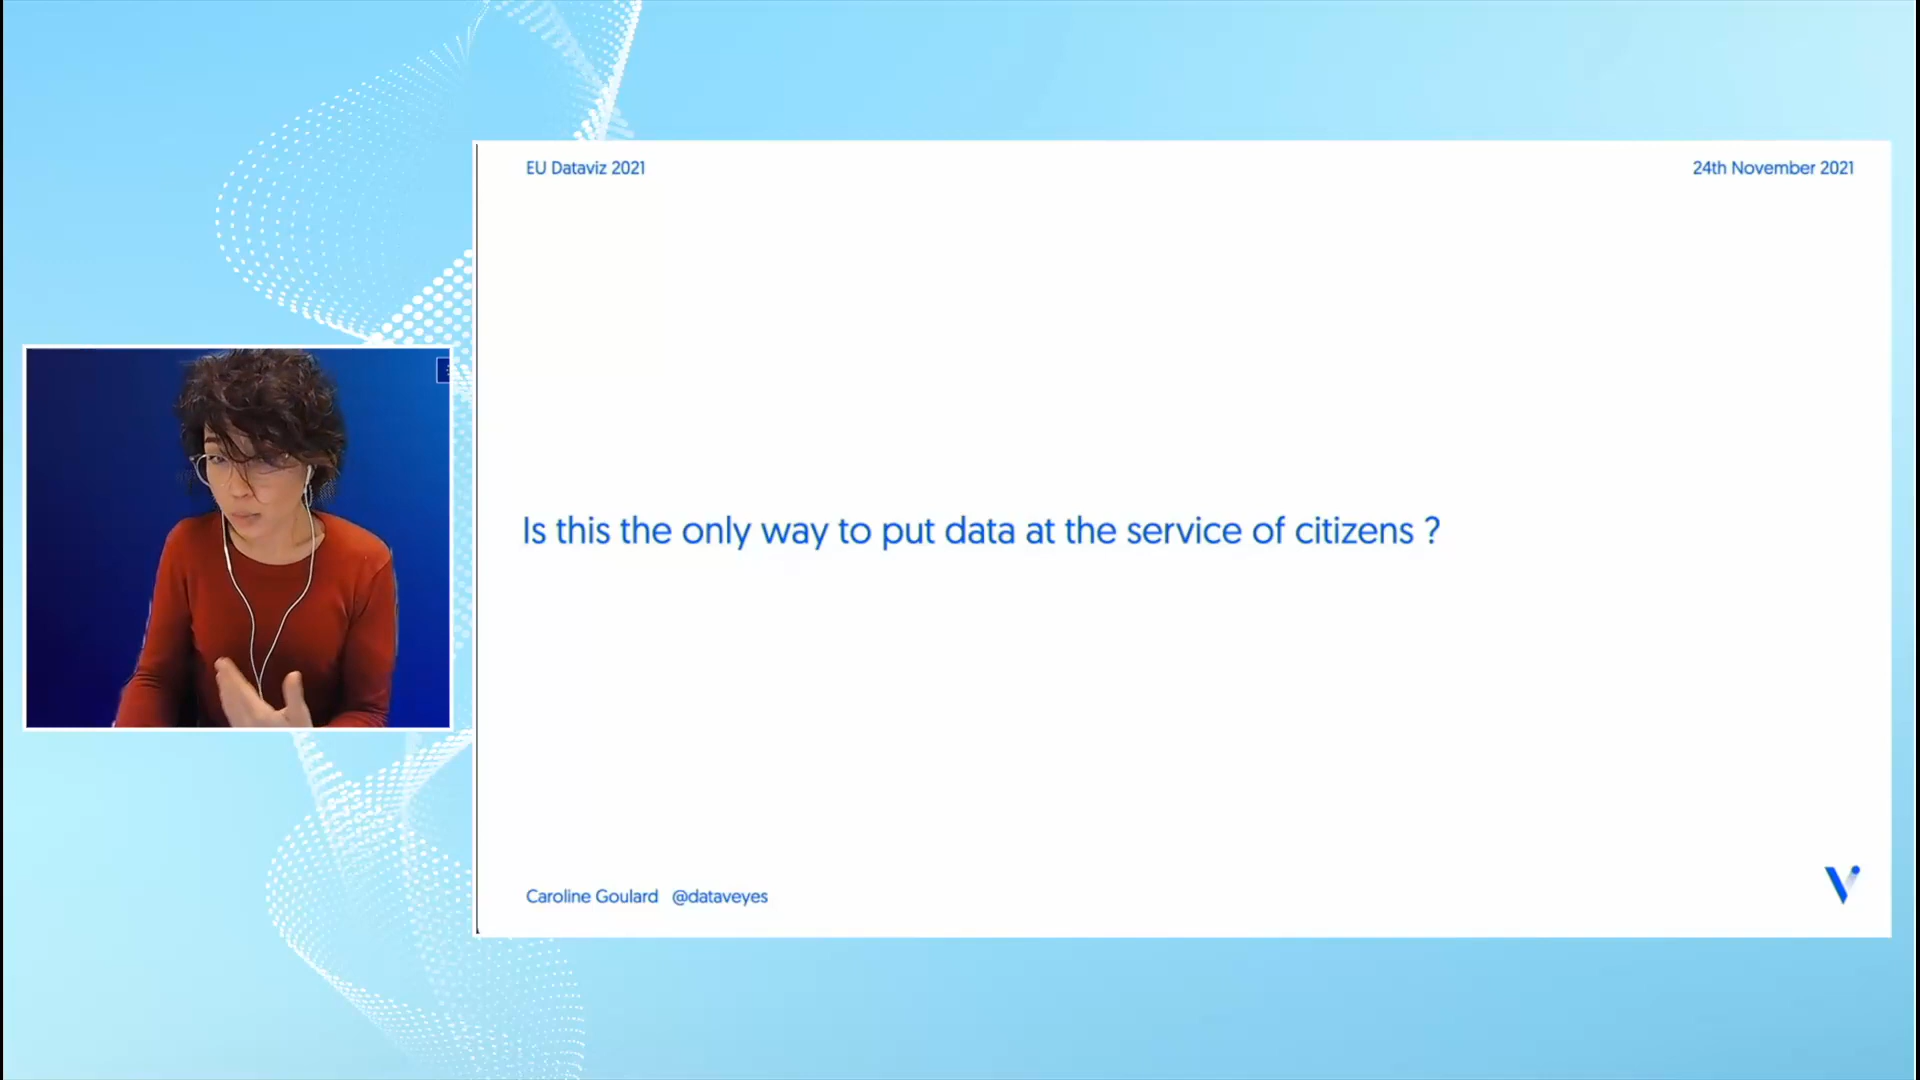 EU Dataviz 2021
24th November 2021
Is this the only way to put data at the service of citizens ?
Caroline Goulard @dataveyes